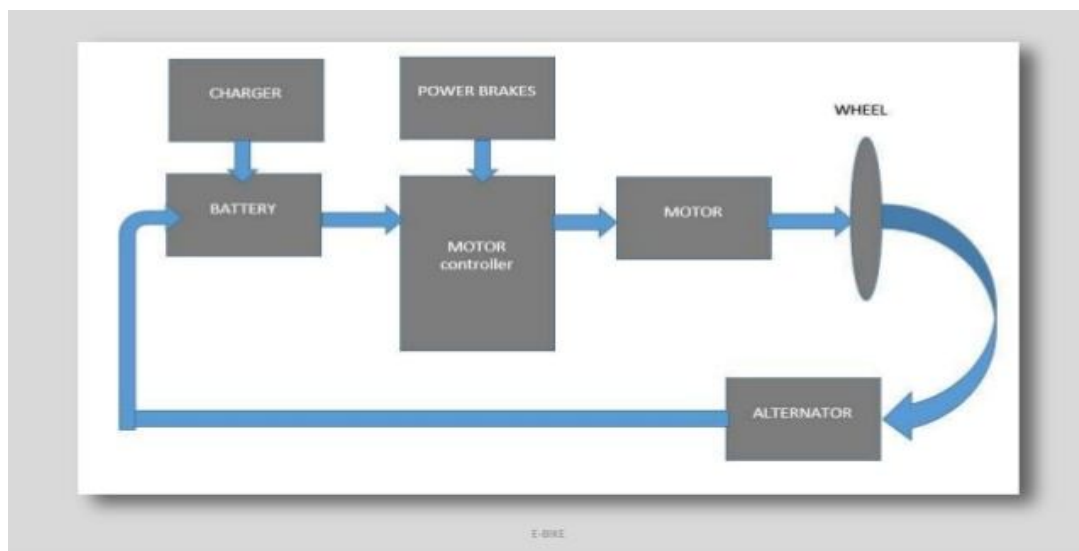 CHARGER
POWER BRAKES
WHEEL
BATTERY
MOTOR
controller
MOTOR
ALTERNATOR
E-BIKE